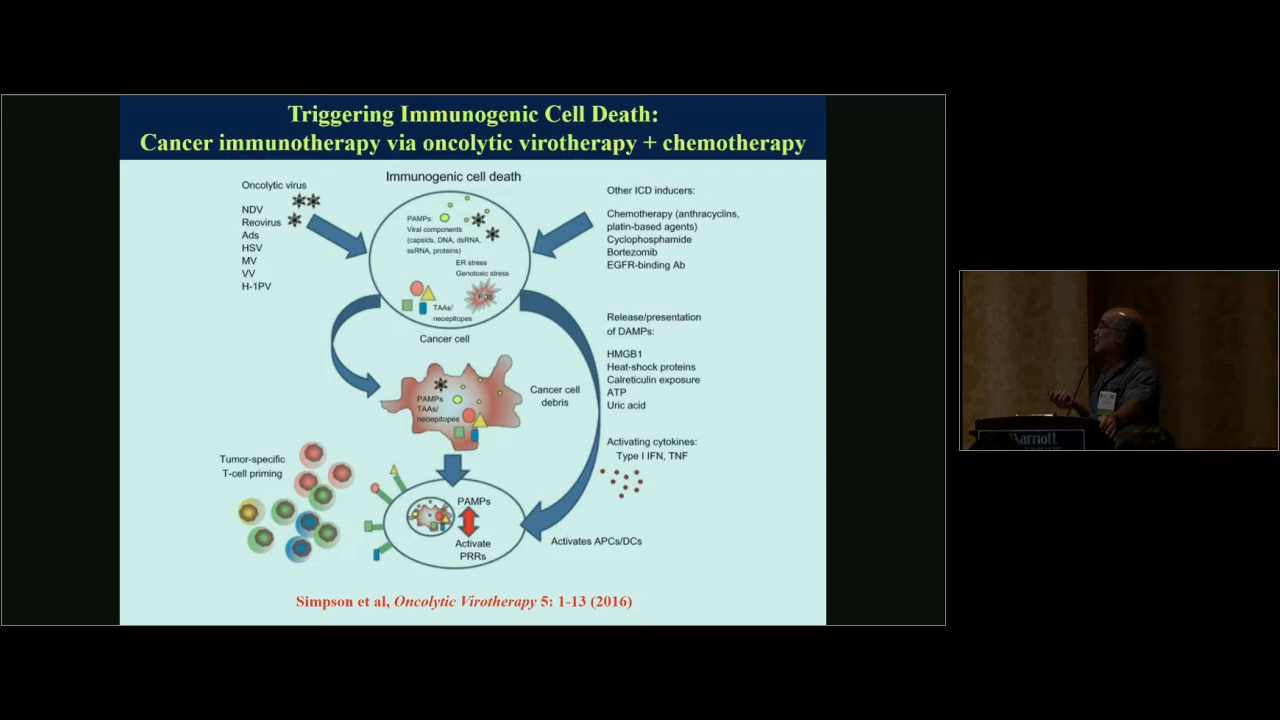 Triggering Immunogenic Cell Death:
Cancer immunotherapy via oncolytic virotherapy + chemotherapy
Immunogenic cell death
Oncolytic virus
NDV
Reovirus
Ads
HSV
MV
VV
H-1PV
PAMPs:
Viral components
(capsids, DNA, dsRNA,
ssRNA, proteins)
ER stress
Genotoxic stress
ROS
TAAs/
neoepitopes
Cancer cell
Other ICD inducers:
Chemotherapy (anthracyclins,
platin-based agents)
Cyclophosphamide
Bortezomib
EGFR-binding Ab
Release/presentation
of DAMPs:
HMGB1
Heat-shock proteins
Calreticulin exposure
ATP
Uric acid
PAMPs
TAAs/
neoepitopes
Cancer cell
debris
Activating cytokines:
Type I IFN, TNF
Tumor-specific
T-cell priming
PAMPs
Activate
PRRs
Activates APCs/DCs
Simpson et al, Oncolytic Virotherapy 5: 1-13 (2016)
Marriott